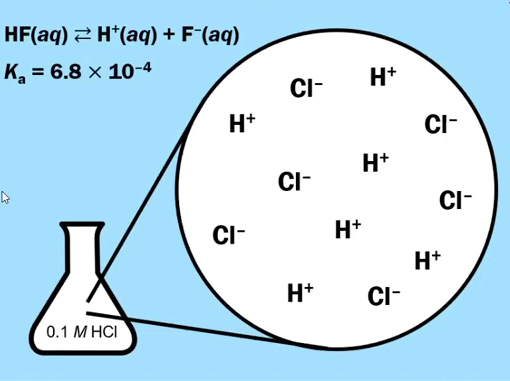 HF(aq) ⇄ H⁺(aq) + F⁻(aq)
Kₐ = 6.8 × 10⁻⁴
Cl⁻ H⁺
H⁺ Cl⁻
H⁺
Cl⁻
Cl⁻
Cl⁻ H⁺
H⁺
H⁺ Cl⁻
0.1 M HCl